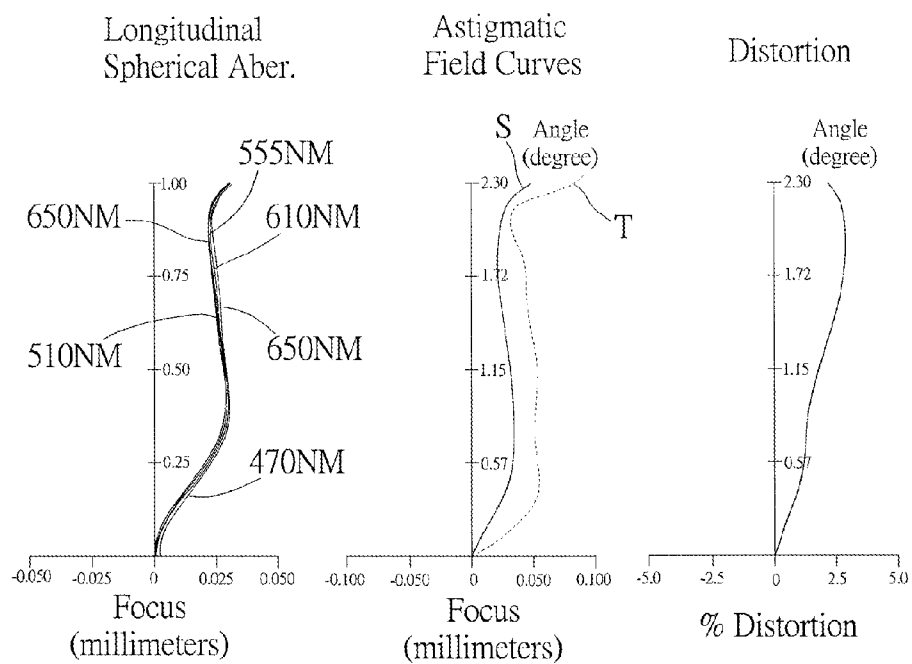 Longitudinal
Spherical Aber.
Astigmatic
Field Curves
Distortion
S
Angle
(degree)
Angle
(degree)
555NM
1.00
2.30
2.30
650NM
610NM
T
0.75
1.72
1.72
510NM
650NM
0.50
1.15
1.15
0.25
470NM
0.57
0.57
-0.050
-0.025
0
0.025
0.050
-0.100
-0.050
0
0.050
0.100
-5.0
-2.5
0
2.5
5.0
Focus
(millimeters)
Focus
(millimeters)
% Distortion